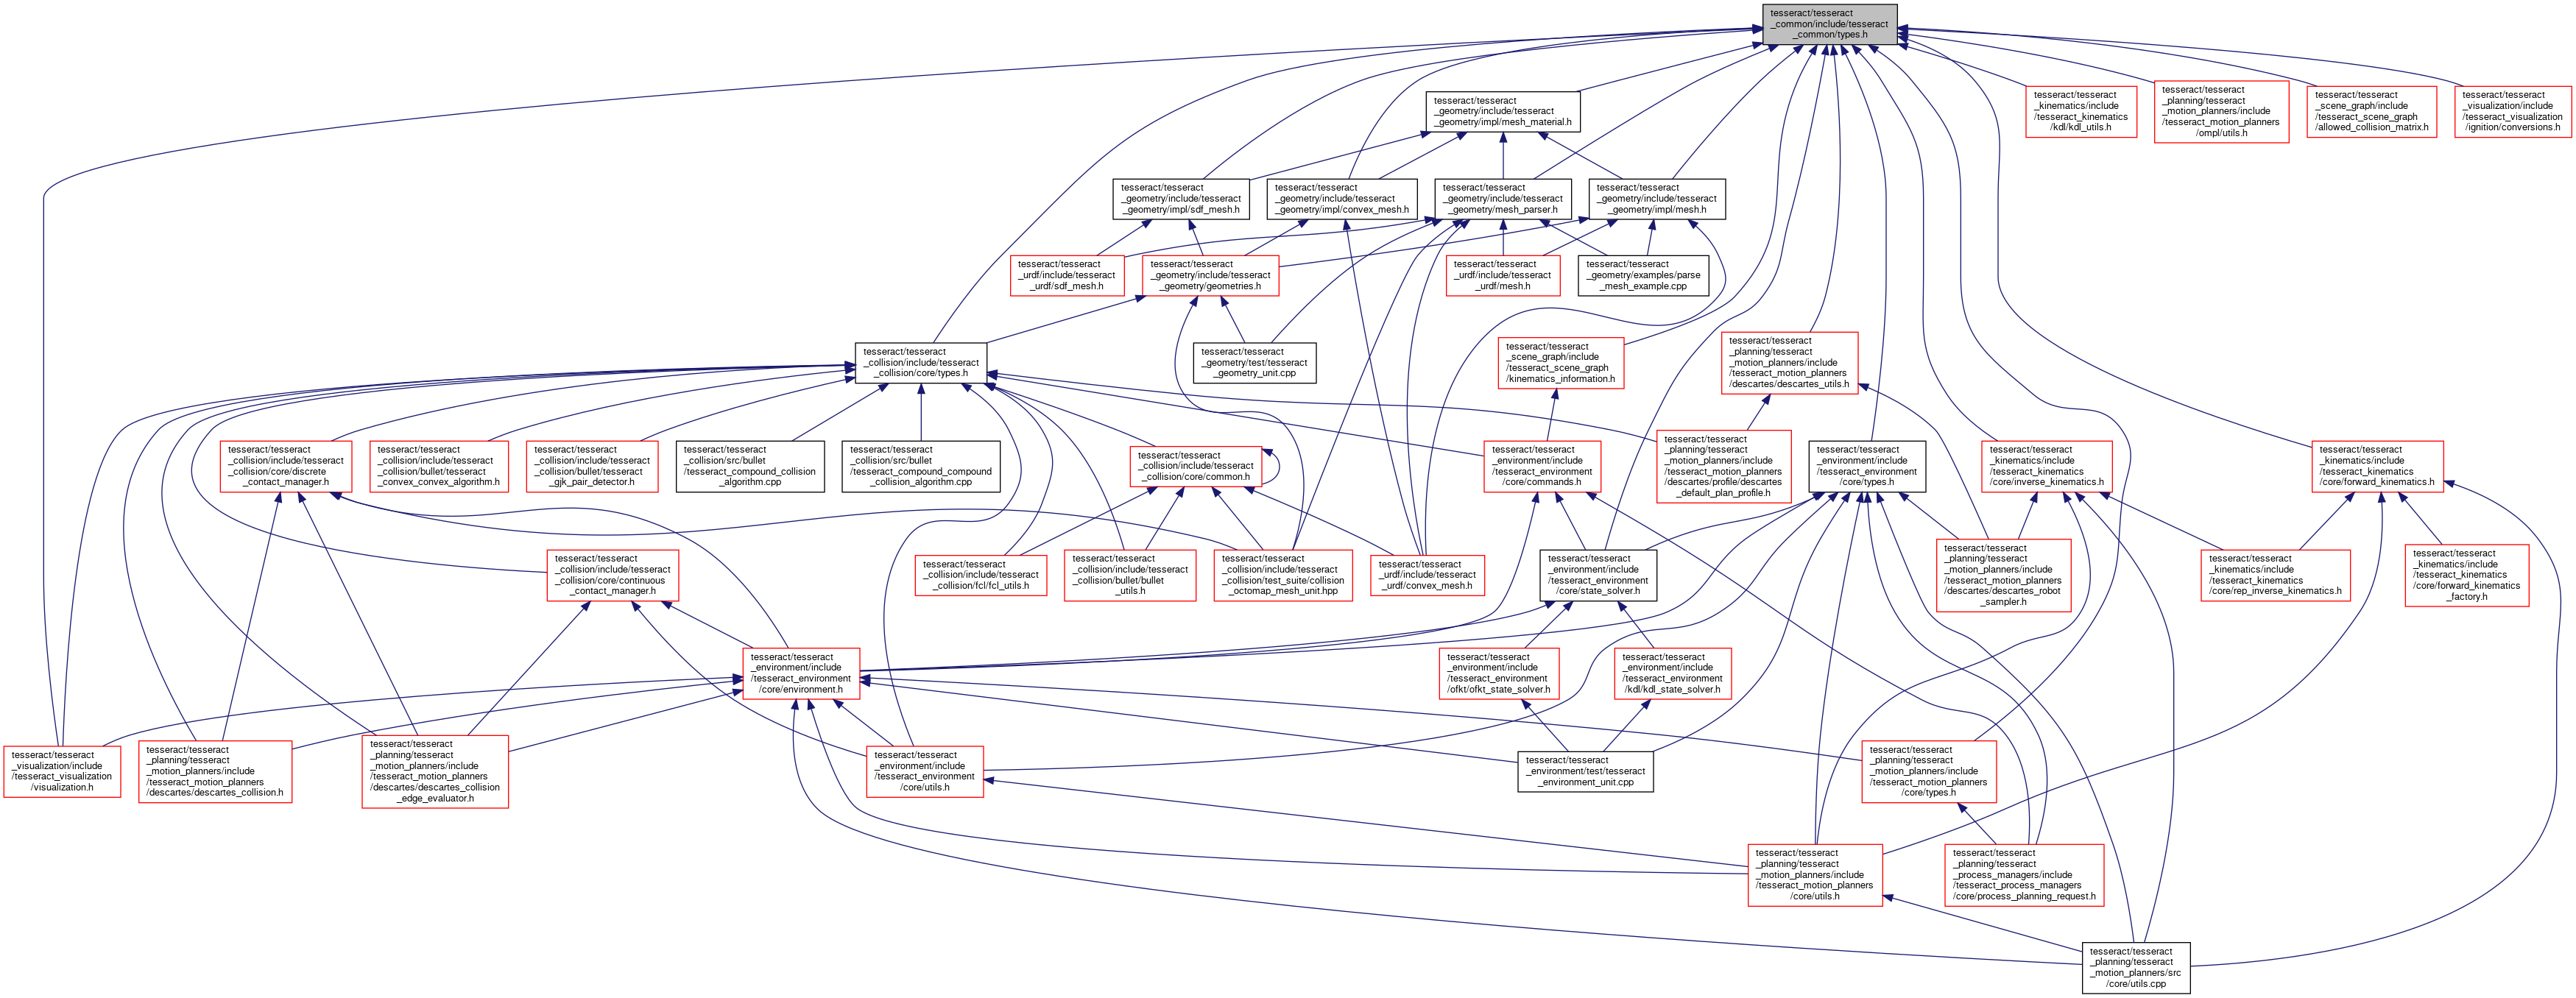 tesseract/tesseract
_common/include/tesseract
_common/types.h
tesseract/tesseract
_kinematics/include
/tesseract_kinematics
/kdl/kdl_utils.h
tesseract/tesseract
_planning/tesseract
_motion_planners/include
/tesseract_motion_planners
/ompl/utils.h
tesseract/tesseract
_scene_graph/include
/tesseract_scene_graph
/allowed_collision_matrix.h
tesseract/tesseract
_visualization/include
/tesseract_visualization
/ignition/conversions.h
tesseract/tesseract
_geometry/include/tesseract
_geometry/impl/mesh_material.h
tesseract/tesseract
_geometry/include/tesseract
_geometry/impl/sdf_mesh.h
tesseract/tesseract
_geometry/include/tesseract
_geometry/impl/convex_mesh.h
tesseract/tesseract
_geometry/include/tesseract
_geometry/mesh_parser.h
tesseract/tesseract
_geometry/include/tesseract
_geometry/impl/mesh.h
tesseract/tesseract
_urdf/include/tesseract
_urdf/sdf_mesh.h
tesseract/tesseract
_geometry/include/tesseract
_geometry/geometries.h
tesseract/tesseract
_urdf/include/tesseract
_urdf/mesh.h
tesseract/tesseract
_geometry/examples/parse
_mesh_example.cpp
tesseract/tesseract
_collision/include/tesseract
_collision/core/types.h
tesseract/tesseract
_geometry/test/tesseract
_geometry_unit.cpp
tesseract/tesseract
_scene_graph/include
/tesseract_scene_graph
/kinematics_information.h
tesseract/tesseract
_planning/tesseract
_motion_planners/include
/tesseract_motion_planners
/descartes/descartes_utils.h
tesseract/tesseract
_collision/include/tesseract
_collision/core/discrete
_contact_manager.h
tesseract/tesseract
_collision/include/tesseract
_collision/bullet/tesseract
_convex_convex_algorithm.h
tesseract/tesseract
_collision/include/tesseract
_collision/bullet/tesseract
_gjk_pair_detector.h
tesseract/tesseract
_collision/src/bullet
/tesseract_compound_collision
_algorithm.cpp
tesseract/tesseract
_collision/src/bullet
/tesseract_compound_compound
_collision_algorithm.cpp
tesseract/tesseract
_collision/include/tesseract
_collision/core/common.h
tesseract/tesseract
_environment/include
/tesseract_environment
/core/commands.h
tesseract/tesseract
_planning/tesseract
_motion_planners/include
/tesseract_motion_planners
/descartes/profile/descartes
_default_plan_profile.h
tesseract/tesseract
_environment/include
/tesseract_environment
/core/types.h
tesseract/tesseract
_kinematics/include
/tesseract_kinematics
/core/inverse_kinematics.h
tesseract/tesseract
_kinematics/include
/tesseract_kinematics
/core/forward_kinematics.h
tesseract/tesseract
_collision/include/tesseract
_collision/core/continuous
_contact_manager.h
tesseract/tesseract
_collision/include/tesseract
_collision/fcl/fcl_utils.h
tesseract/tesseract
_collision/include/tesseract
_collision/bullet/bullet
_utils.h
tesseract/tesseract
_collision/include/tesseract
_collision/test_suite/collision
_octomap_mesh_unit.hpp
tesseract/tesseract
_urdf/include/tesseract
_urdf/convex_mesh.h
tesseract/tesseract
_environment/include
/tesseract_environment
/core/state_solver.h
tesseract/tesseract
_planning/tesseract
_motion_planners/include
/tesseract_motion_planners
/descartes/descartes_robot
_sampler.h
tesseract/tesseract
_kinematics/include
/tesseract_kinematics
/core/rep_inverse_kinematics.h
tesseract/tesseract
_kinematics/include
/tesseract_kinematics
/core/forward_kinematics
_factory.h
tesseract/tesseract
_environment/include
/tesseract_environment
/core/environment.h
tesseract/tesseract
_environment/include
/tesseract_environment
/ofkt/ofkt_state_solver.h
tesseract/tesseract
_environment/include
/tesseract_environment
/kdl/kdl_state_solver.h
tesseract/tesseract
_visualization/include
/tesseract_visualization
/visualization.h
tesseract/tesseract
_planning/tesseract
_motion_planners/include
/tesseract_motion_planners
/descartes/descartes_collision.h
tesseract/tesseract
_planning/tesseract
_motion_planners/include
/tesseract_motion_planners
/descartes/descartes_collision
_edge_evaluator.h
tesseract/tesseract
_environment/include
/tesseract_environment
/core/utils.h
tesseract/tesseract
_environment/test/tesseract
_environment_unit.cpp
tesseract/tesseract
_planning/tesseract
_motion_planners/include
/tesseract_motion_planners
/core/types.h
tesseract/tesseract
_planning/tesseract
_motion_planners/include
/tesseract_motion_planners
/core/utils.h
tesseract/tesseract
_planning/tesseract
_process_managers/include
/tesseract_process_managers
/core/process_planning_request.h
tesseract/tesseract
_planning/tesseract
_motion_planners/src
/core/utils.cpp